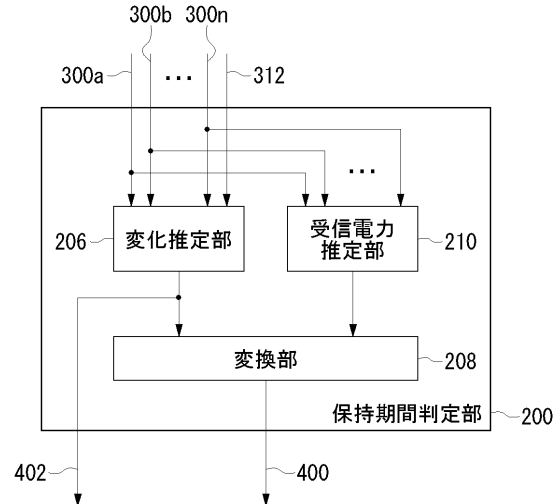 300b 300n
300a ... 312
...
206 変化推定部
受信電力
推定部 210
変換部 208
保持期間判定部 200
402 400